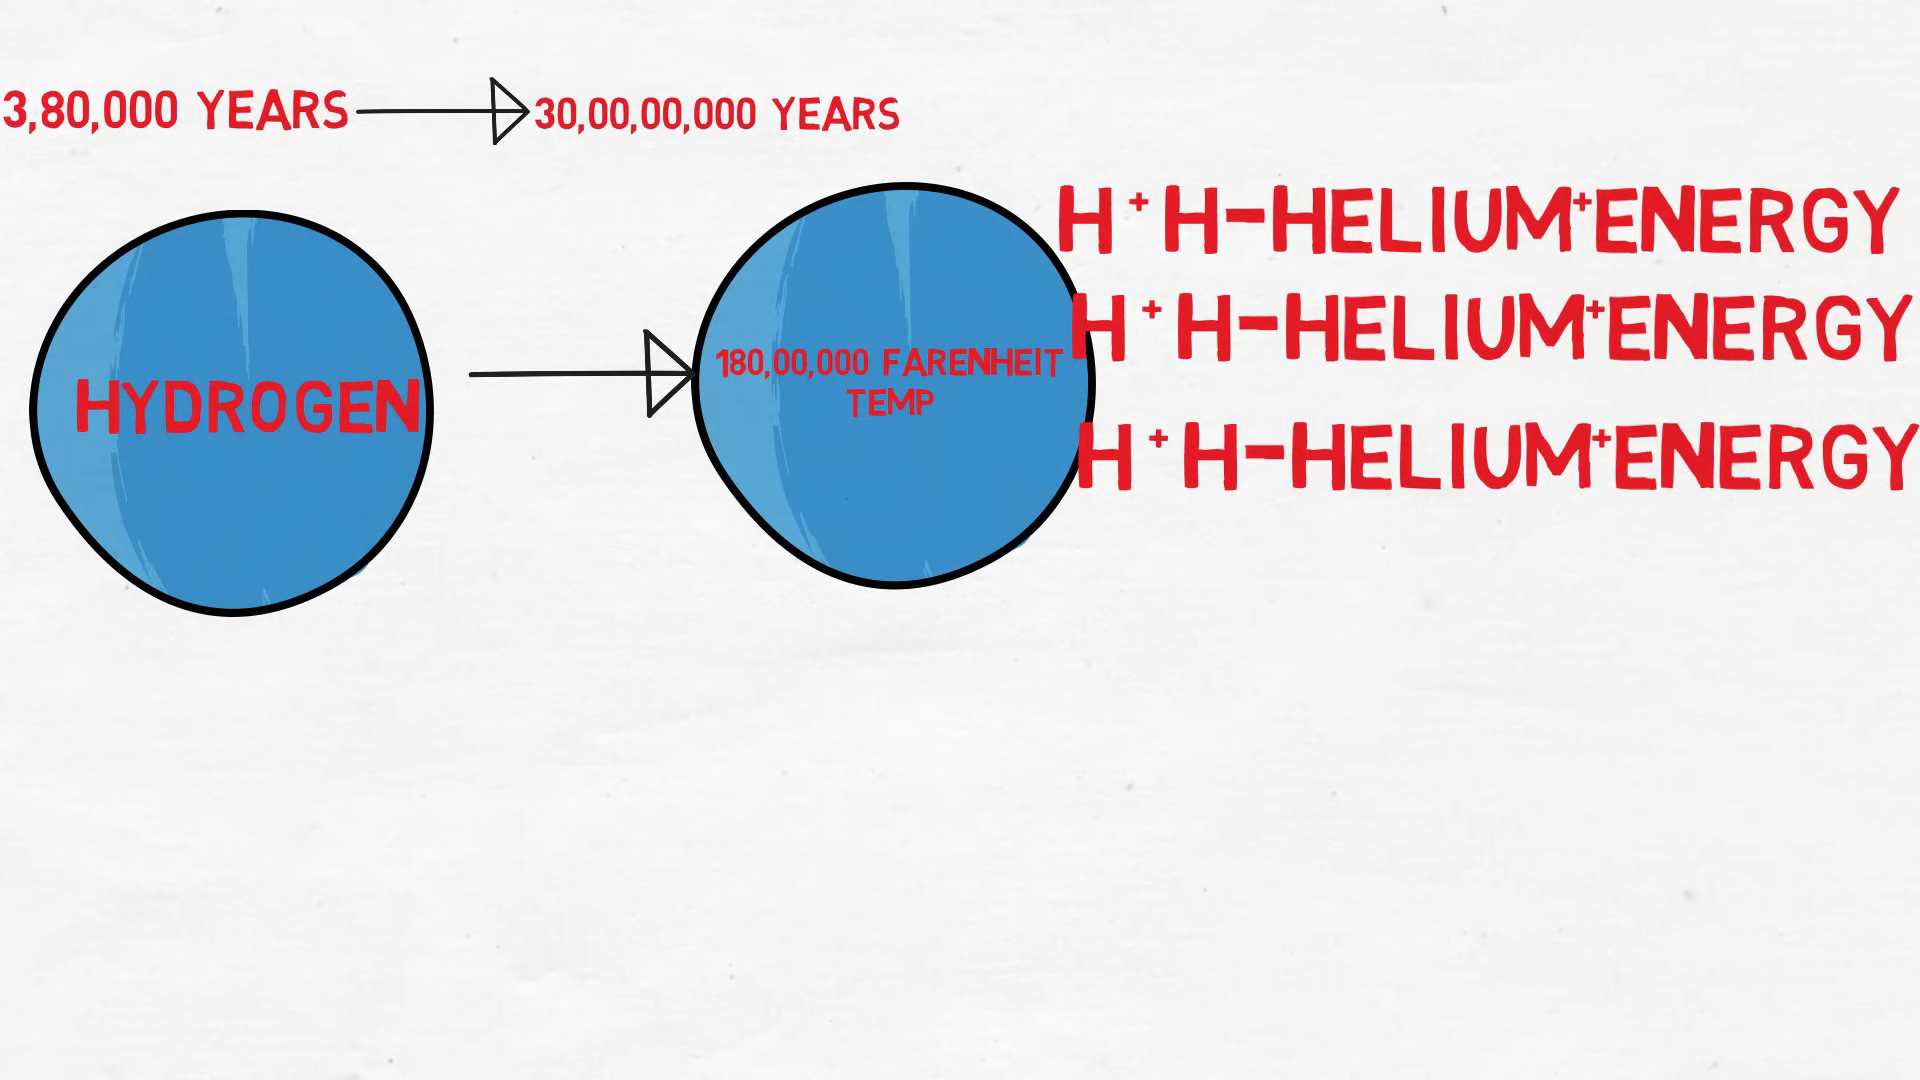 3,80,000 YEARS
30,00,00,000 YEARS
HYDROGEN
180,00,000 FARENHEIT
TEMP
H + H-HELIUM+ENERGY
H + H-HELIUM+ENERGY
H + H-HELIUM+ENERGY